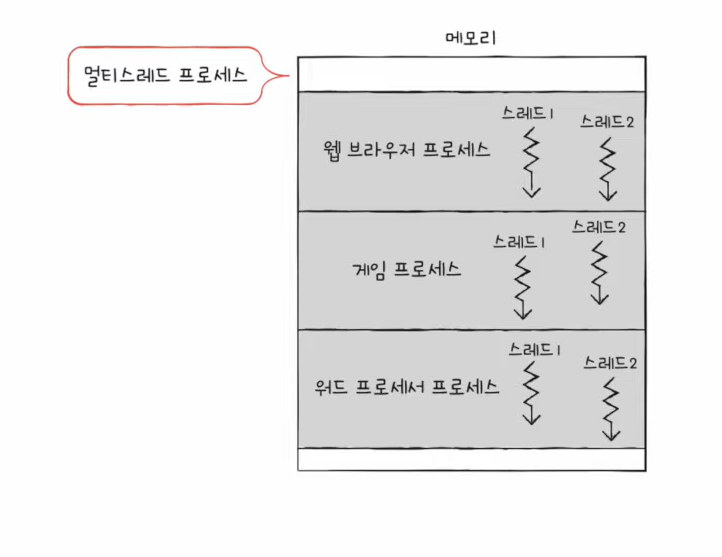 메모리
멀티스레드 프로세스
스레드1
스레드2
웹 브라우저 프로세스
스레드1
스레드2
게임 프로세스
스레드1
스레드2
워드 프로세서 프로세스